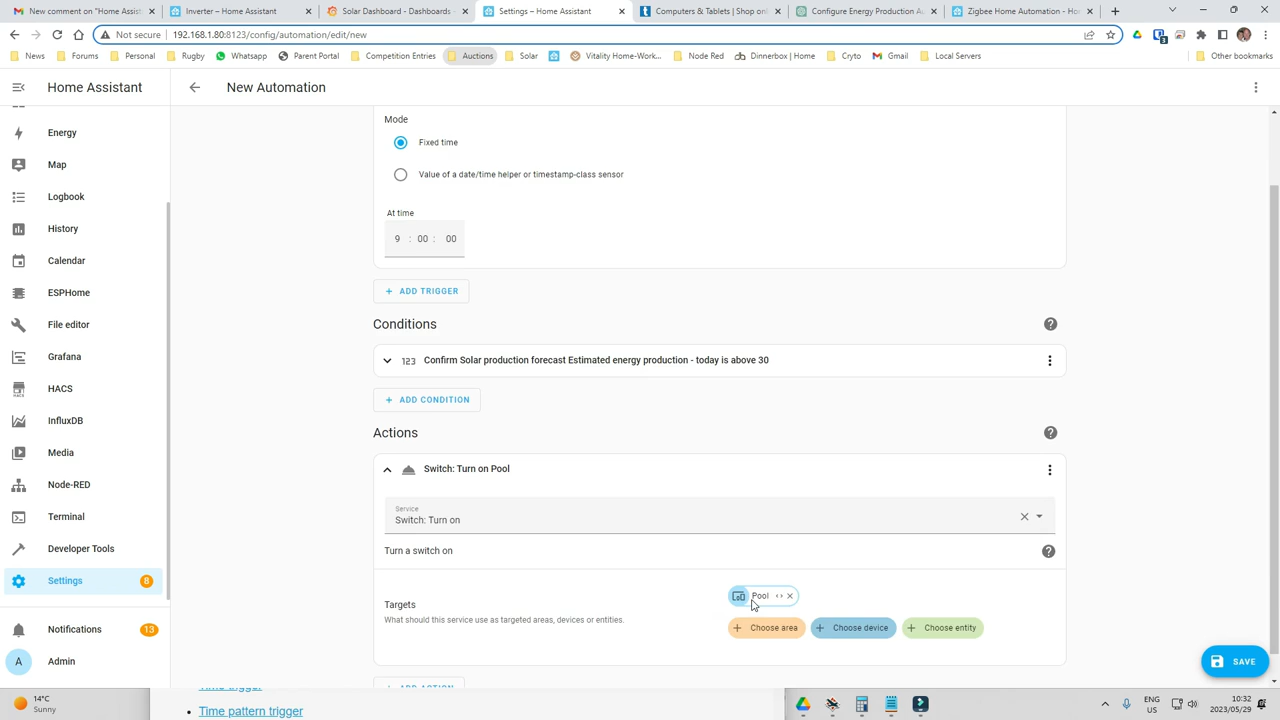 New comment on "Episode
Inverter – Home Assistant
Solar Dashboards - Dashboards
Settings – Home Assistant
Computers & Tablets | Shop onl
Configure Energy Production Au
Zigbee Home Automation - Hom
Not secure 192.168.1.80:8123/config/automation/edit/new
News Forums Personal Rugby Whatsapp Parent Portal Competition Entries Auctions Solar Vitality Home-Work... Node Red Dinnerbox | Home Cryto Gmail Local Servers Other bookmarks
Home Assistant
New Automation
Energy
Map
Logbook
History
Calendar
ESPHome
File editor
Grafana
HACS
InfluxDB
Media
Node-RED
Terminal
Developer Tools
Settings 8
Notifications 13
A Admin
Mode
Fixed time
Value of a date/time helper or timestamp-class sensor
At time
9 : 00 : 00
+ ADD TRIGGER
Conditions
123 Confirm Solar production forecast Estimated energy production - today is above 30
+ ADD CONDITION
Actions
Switch: Turn on Pool
Service
Switch: Turn on
Turn a switch on
Targets
What should this service use as targeted areas, devices or entities.
Pool
+ Choose area + Choose device + Choose entity
+ ADD ACTION
SAVE
Time trigger
• Time pattern trigger
14°C
Sunny
ENG
US
10:32
2023/05/29